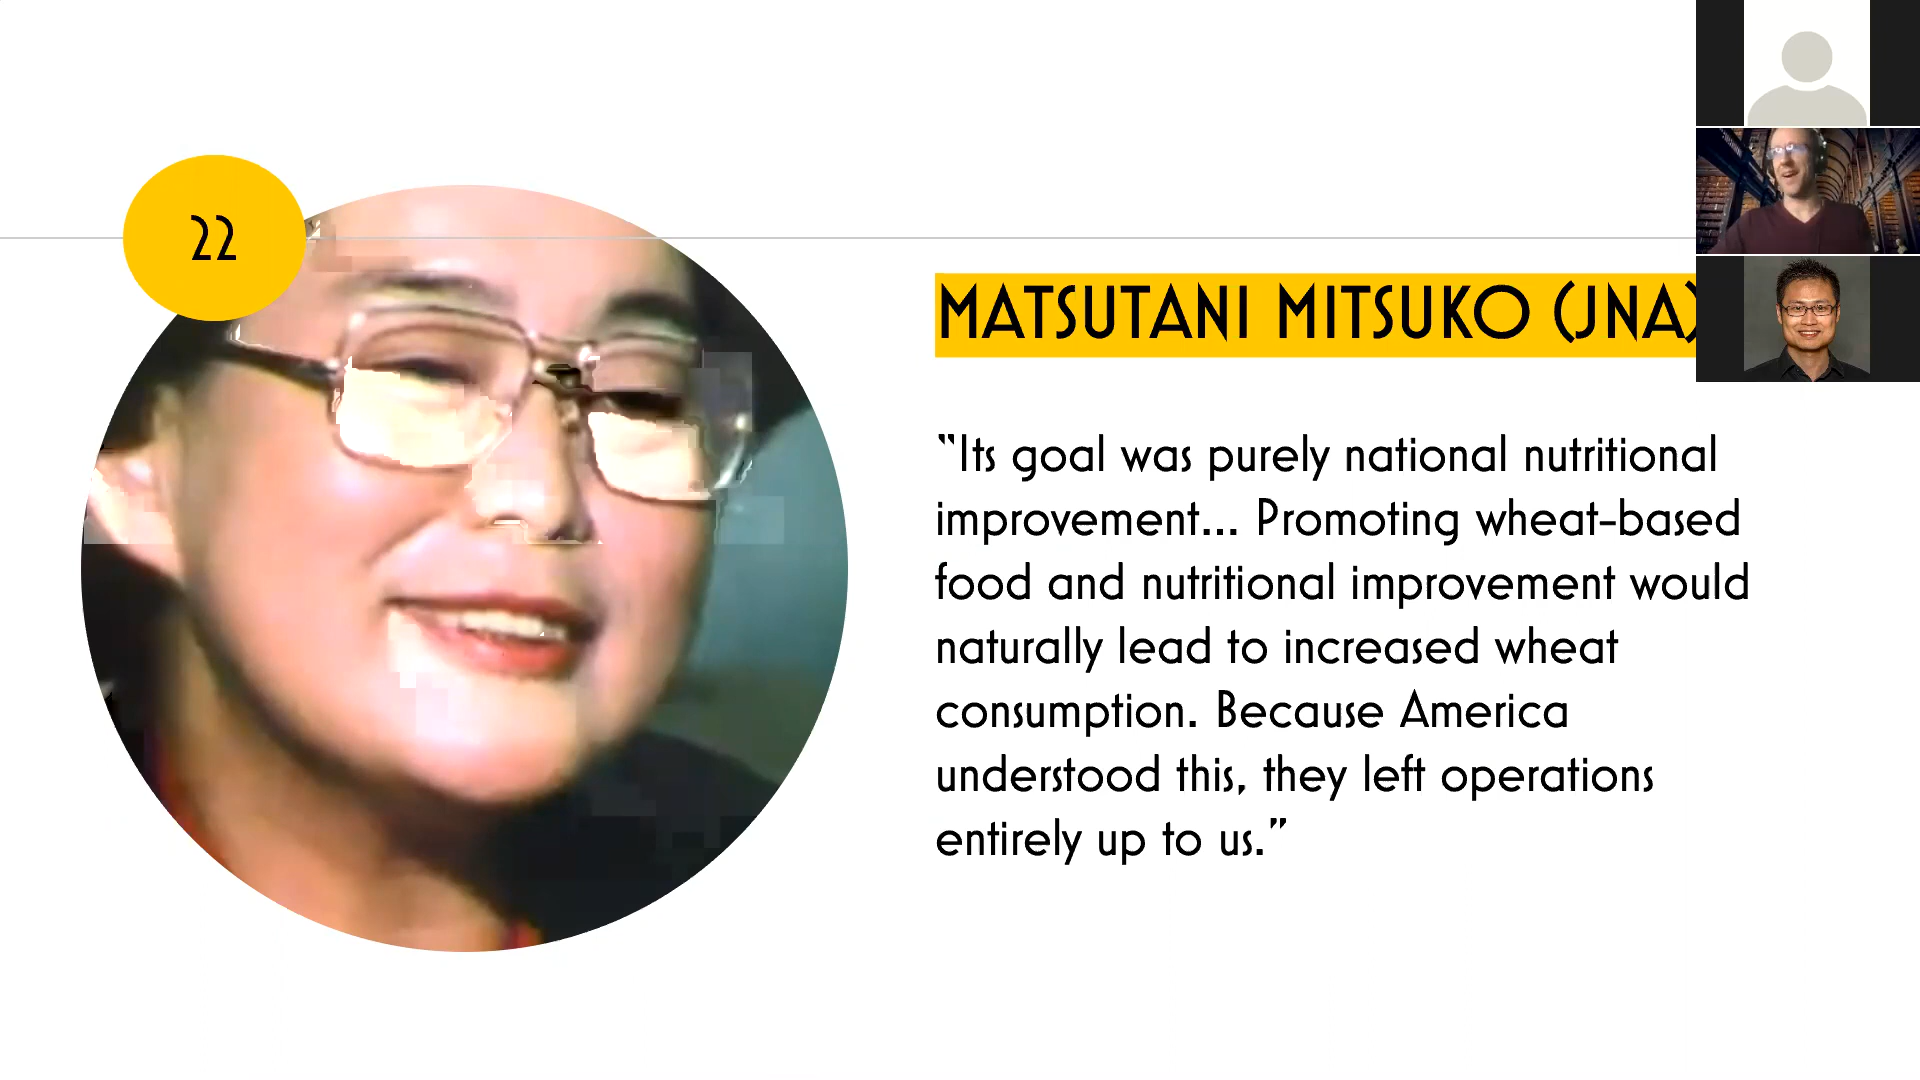 22
MATSUTANI MITSUKO (JNA)
“Its goal was purely national nutritional
improvement... Promoting wheat-based
food and nutritional improvement would
naturally lead to increased wheat
consumption. Because America
understood this, they left operations
entirely up to us.”